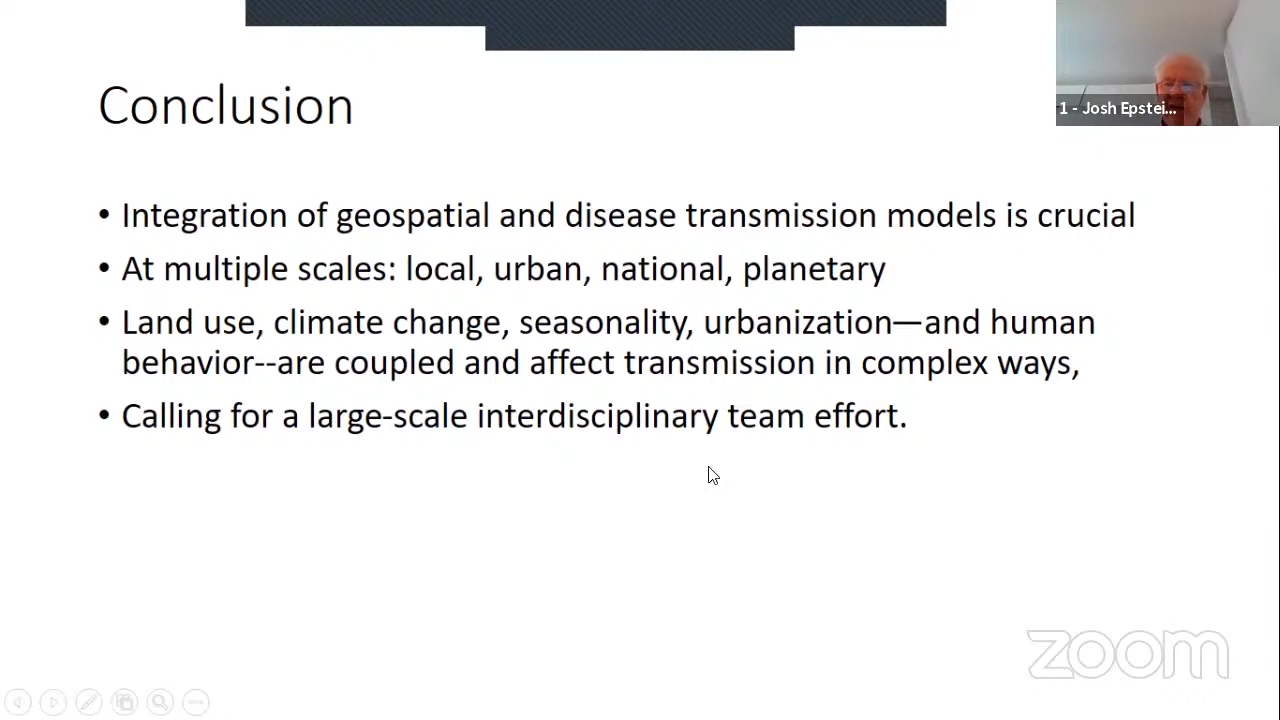 Conclusion
1 - Josh Epstei...
• Integration of geospatial and disease transmission models is crucial
• At multiple scales: local, urban, national, planetary
• Land use, climate change, seasonality, urbanization—and human
behavior--are coupled and affect transmission in complex ways,
• Calling for a large-scale interdisciplinary team effort.
zoom